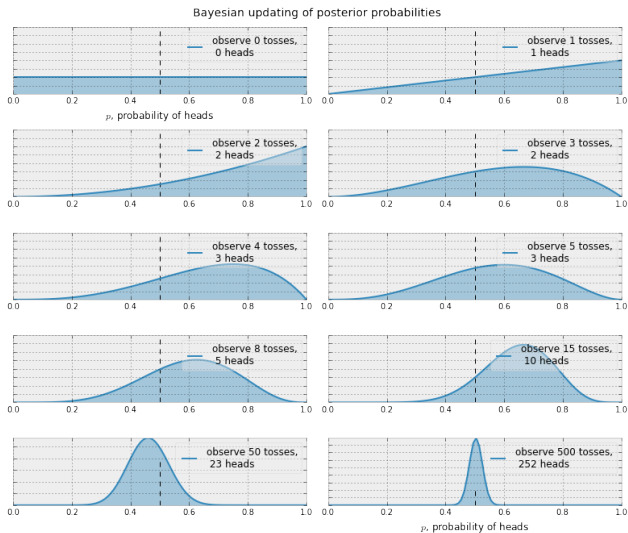 Bayesian updating of posterior probabilities
observe 0 tosses,
0 heads
0.0 0.2 0.4 0.6 0.8 1.0
p, probability of heads
observe 1 tosses,
1 heads
0.0 0.2 0.4 0.6 0.8 1.0
observe 2 tosses,
2 heads
0.0 0.2 0.4 0.6 0.8 1.0
observe 3 tosses,
2 heads
0.0 0.2 0.4 0.6 0.8 1.0
observe 4 tosses,
3 heads
0.0 0.2 0.4 0.6 0.8 1.0
observe 5 tosses,
3 heads
0.0 0.2 0.4 0.6 0.8 1.0
observe 8 tosses,
5 heads
0.0 0.2 0.4 0.6 0.8 1.0
observe 15 tosses,
10 heads
0.0 0.2 0.4 0.6 0.8 1.0
observe 50 tosses,
23 heads
0.0 0.2 0.4 0.6 0.8 1.0
observe 500 tosses,
252 heads
0.0 0.2 0.4 0.6 0.8 1.0
p, probability of heads